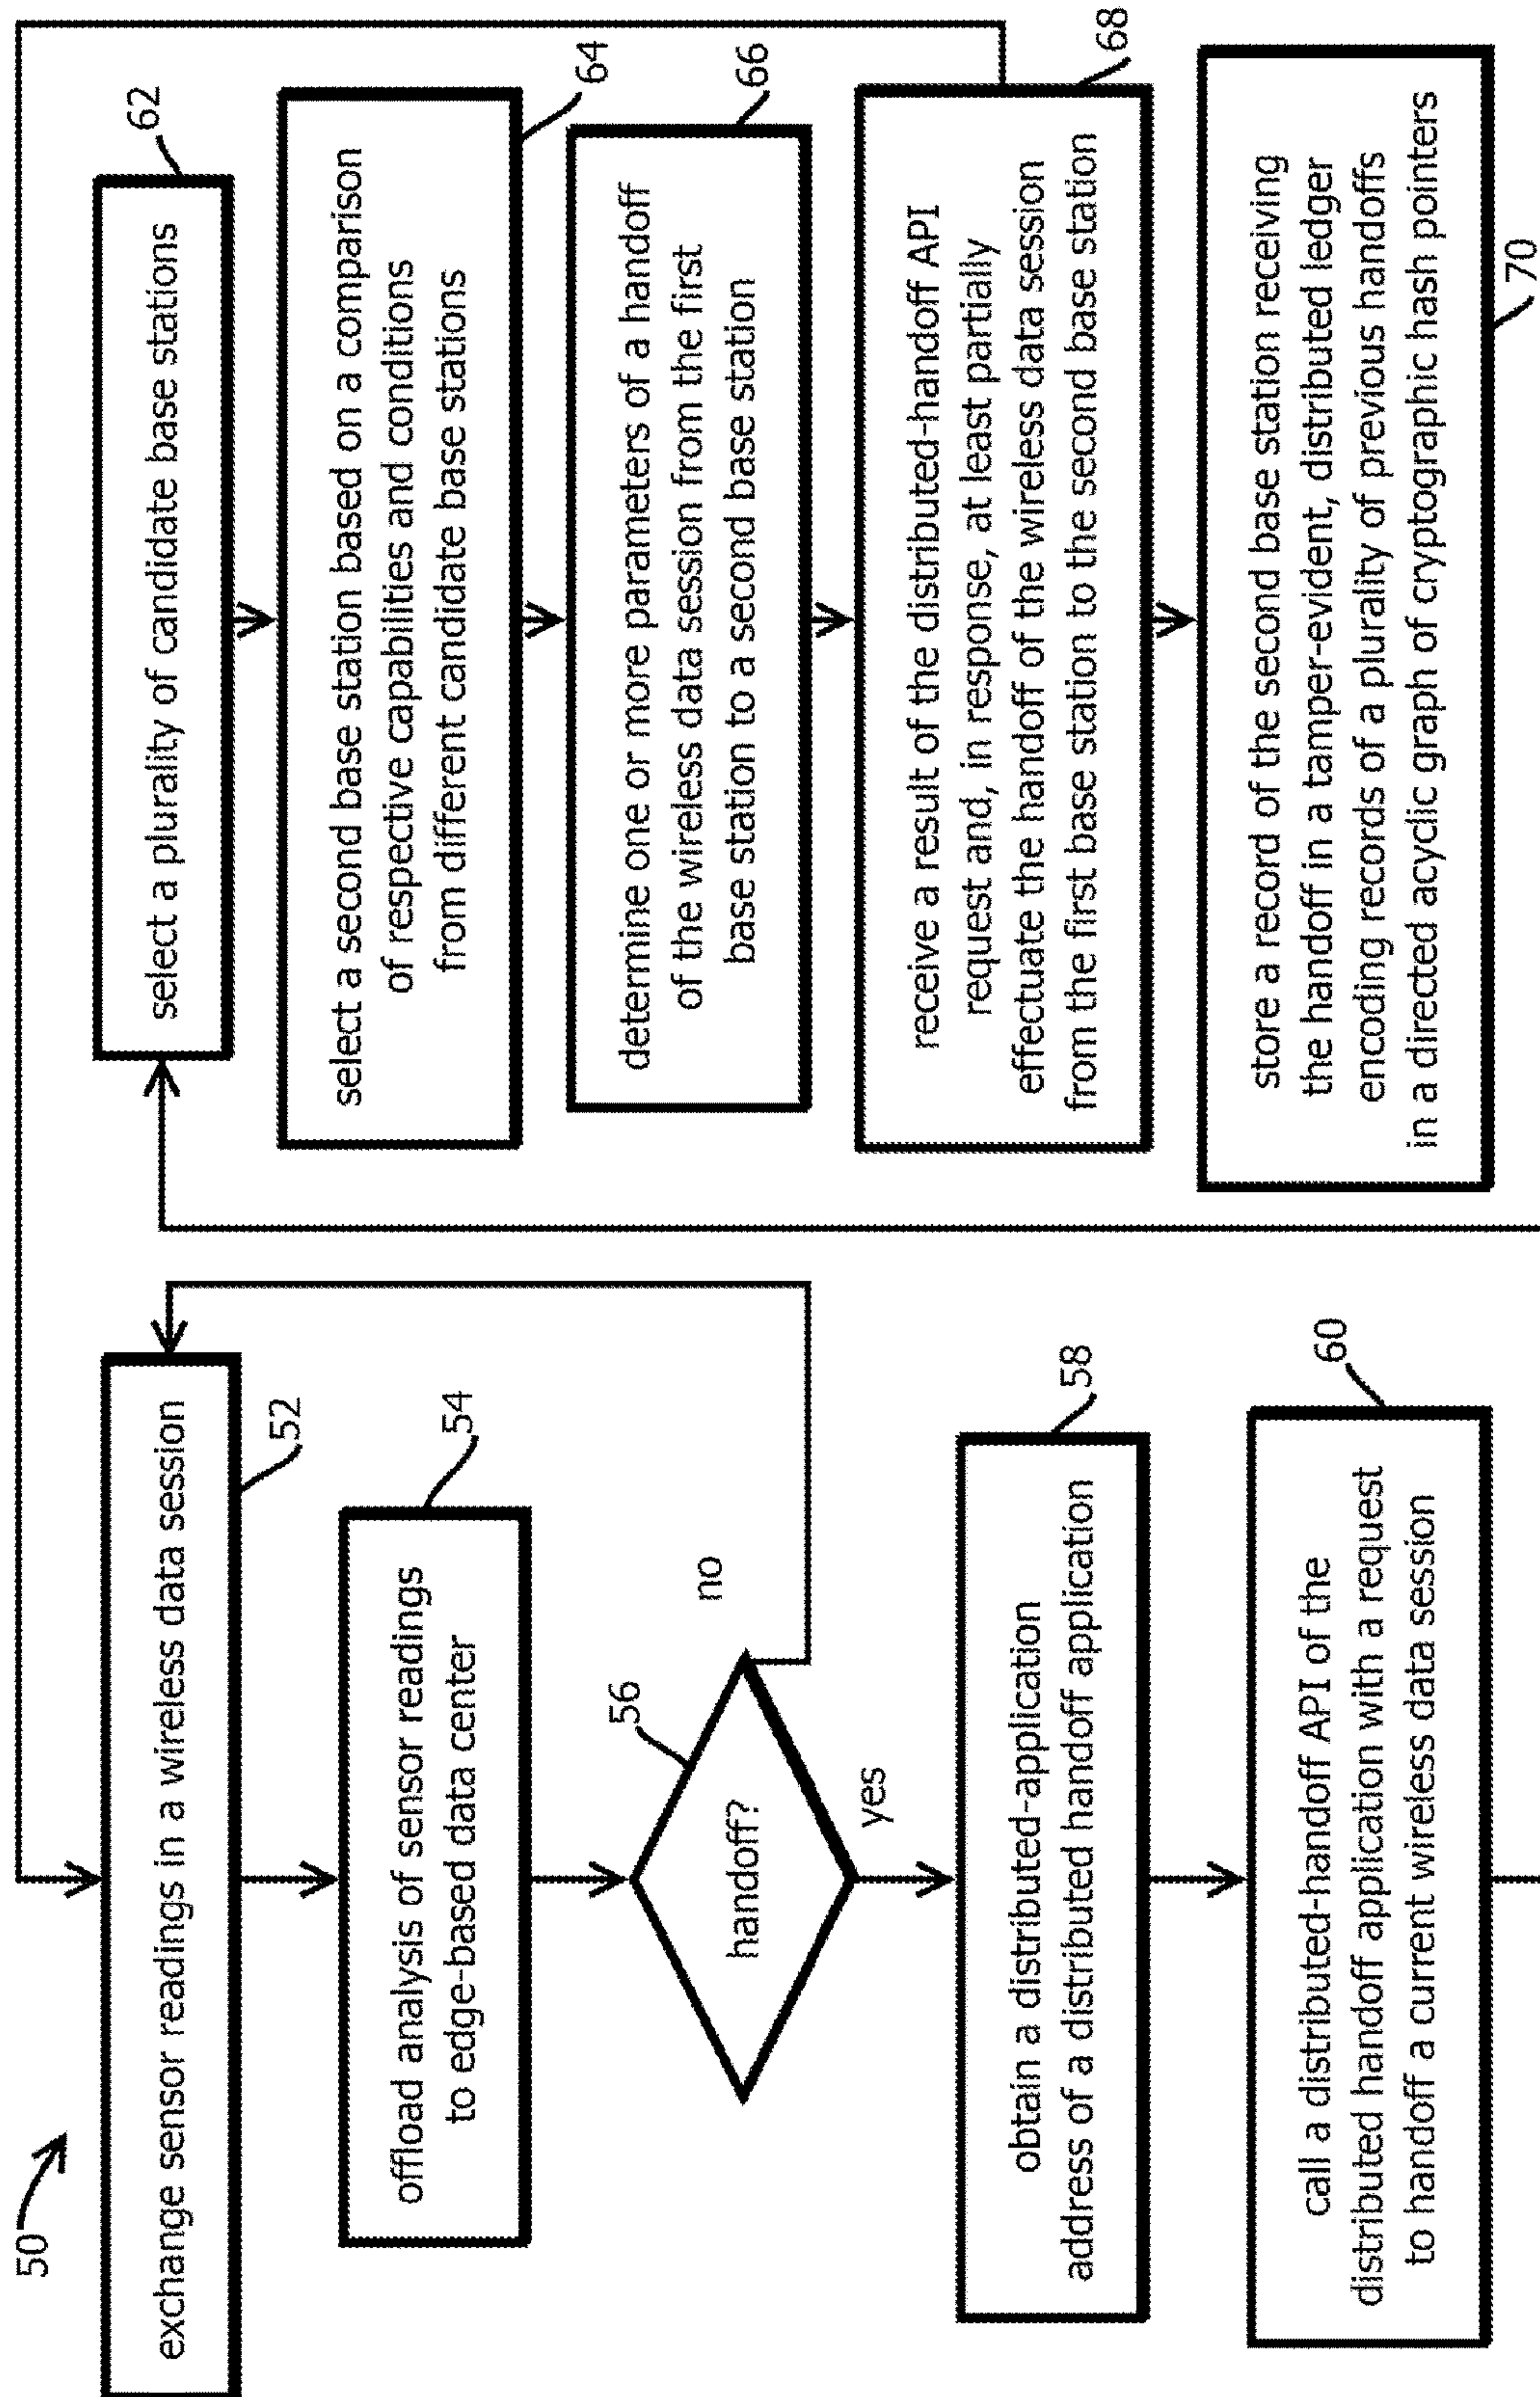 50
exchange sensor readings in a wireless data session
52
offload analysis of sensor readings
to edge-based data center
54
56
handoff?
no
yes
obtain a distributed-application
address of a distributed handoff application
58
call a distributed-handoff API of the
distributed handoff application with a request
to handoff a current wireless data session
60
select a plurality of candidate base stations
62
select a second base station based on a comparison
of respective capabilities and conditions
from different candidate base stations
64
determine one or more parameters of a handoff
of the wireless data session from the first
base station to a second base station
66
receive a result of the distributed-handoff API
request and, in response, at least partially
effectuate the handoff of the wireless data session
from the first base station to the second base station
68
store a record of the second base station receiving
the handoff in a tamper-evident, distributed ledger
encoding records of a plurality of previous handoffs
in a directed acyclic graph of cryptographic hash pointers
70